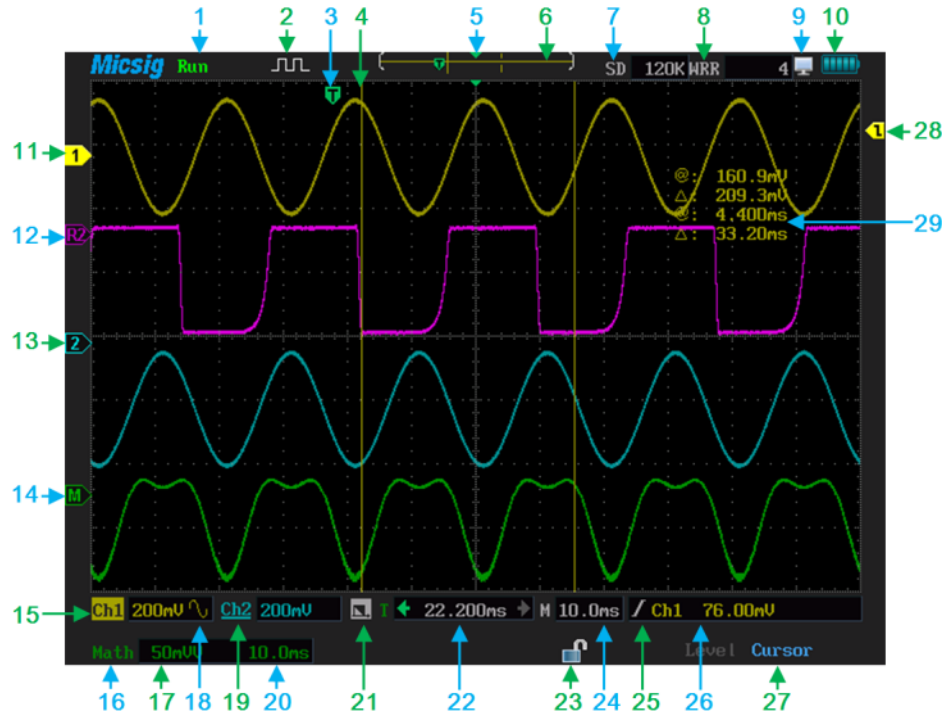 1 2 3 4 5 6 7 8 9 10
Micsig Run T SD 120K WRR 4
T
11 1 28
@: 160.9mV
△: 209.3mV
@: 4.400ms 29
△: 33.20ms
12 R2
13 2
14 M
15 Ch1 200mV Ch2 200mV T 22.200ms M 10.0ms Ch1 76.00mV
Math 50mVV 10.0ms Level Cursor
16 17 18 19 20 21 22 23 24 25 26 27